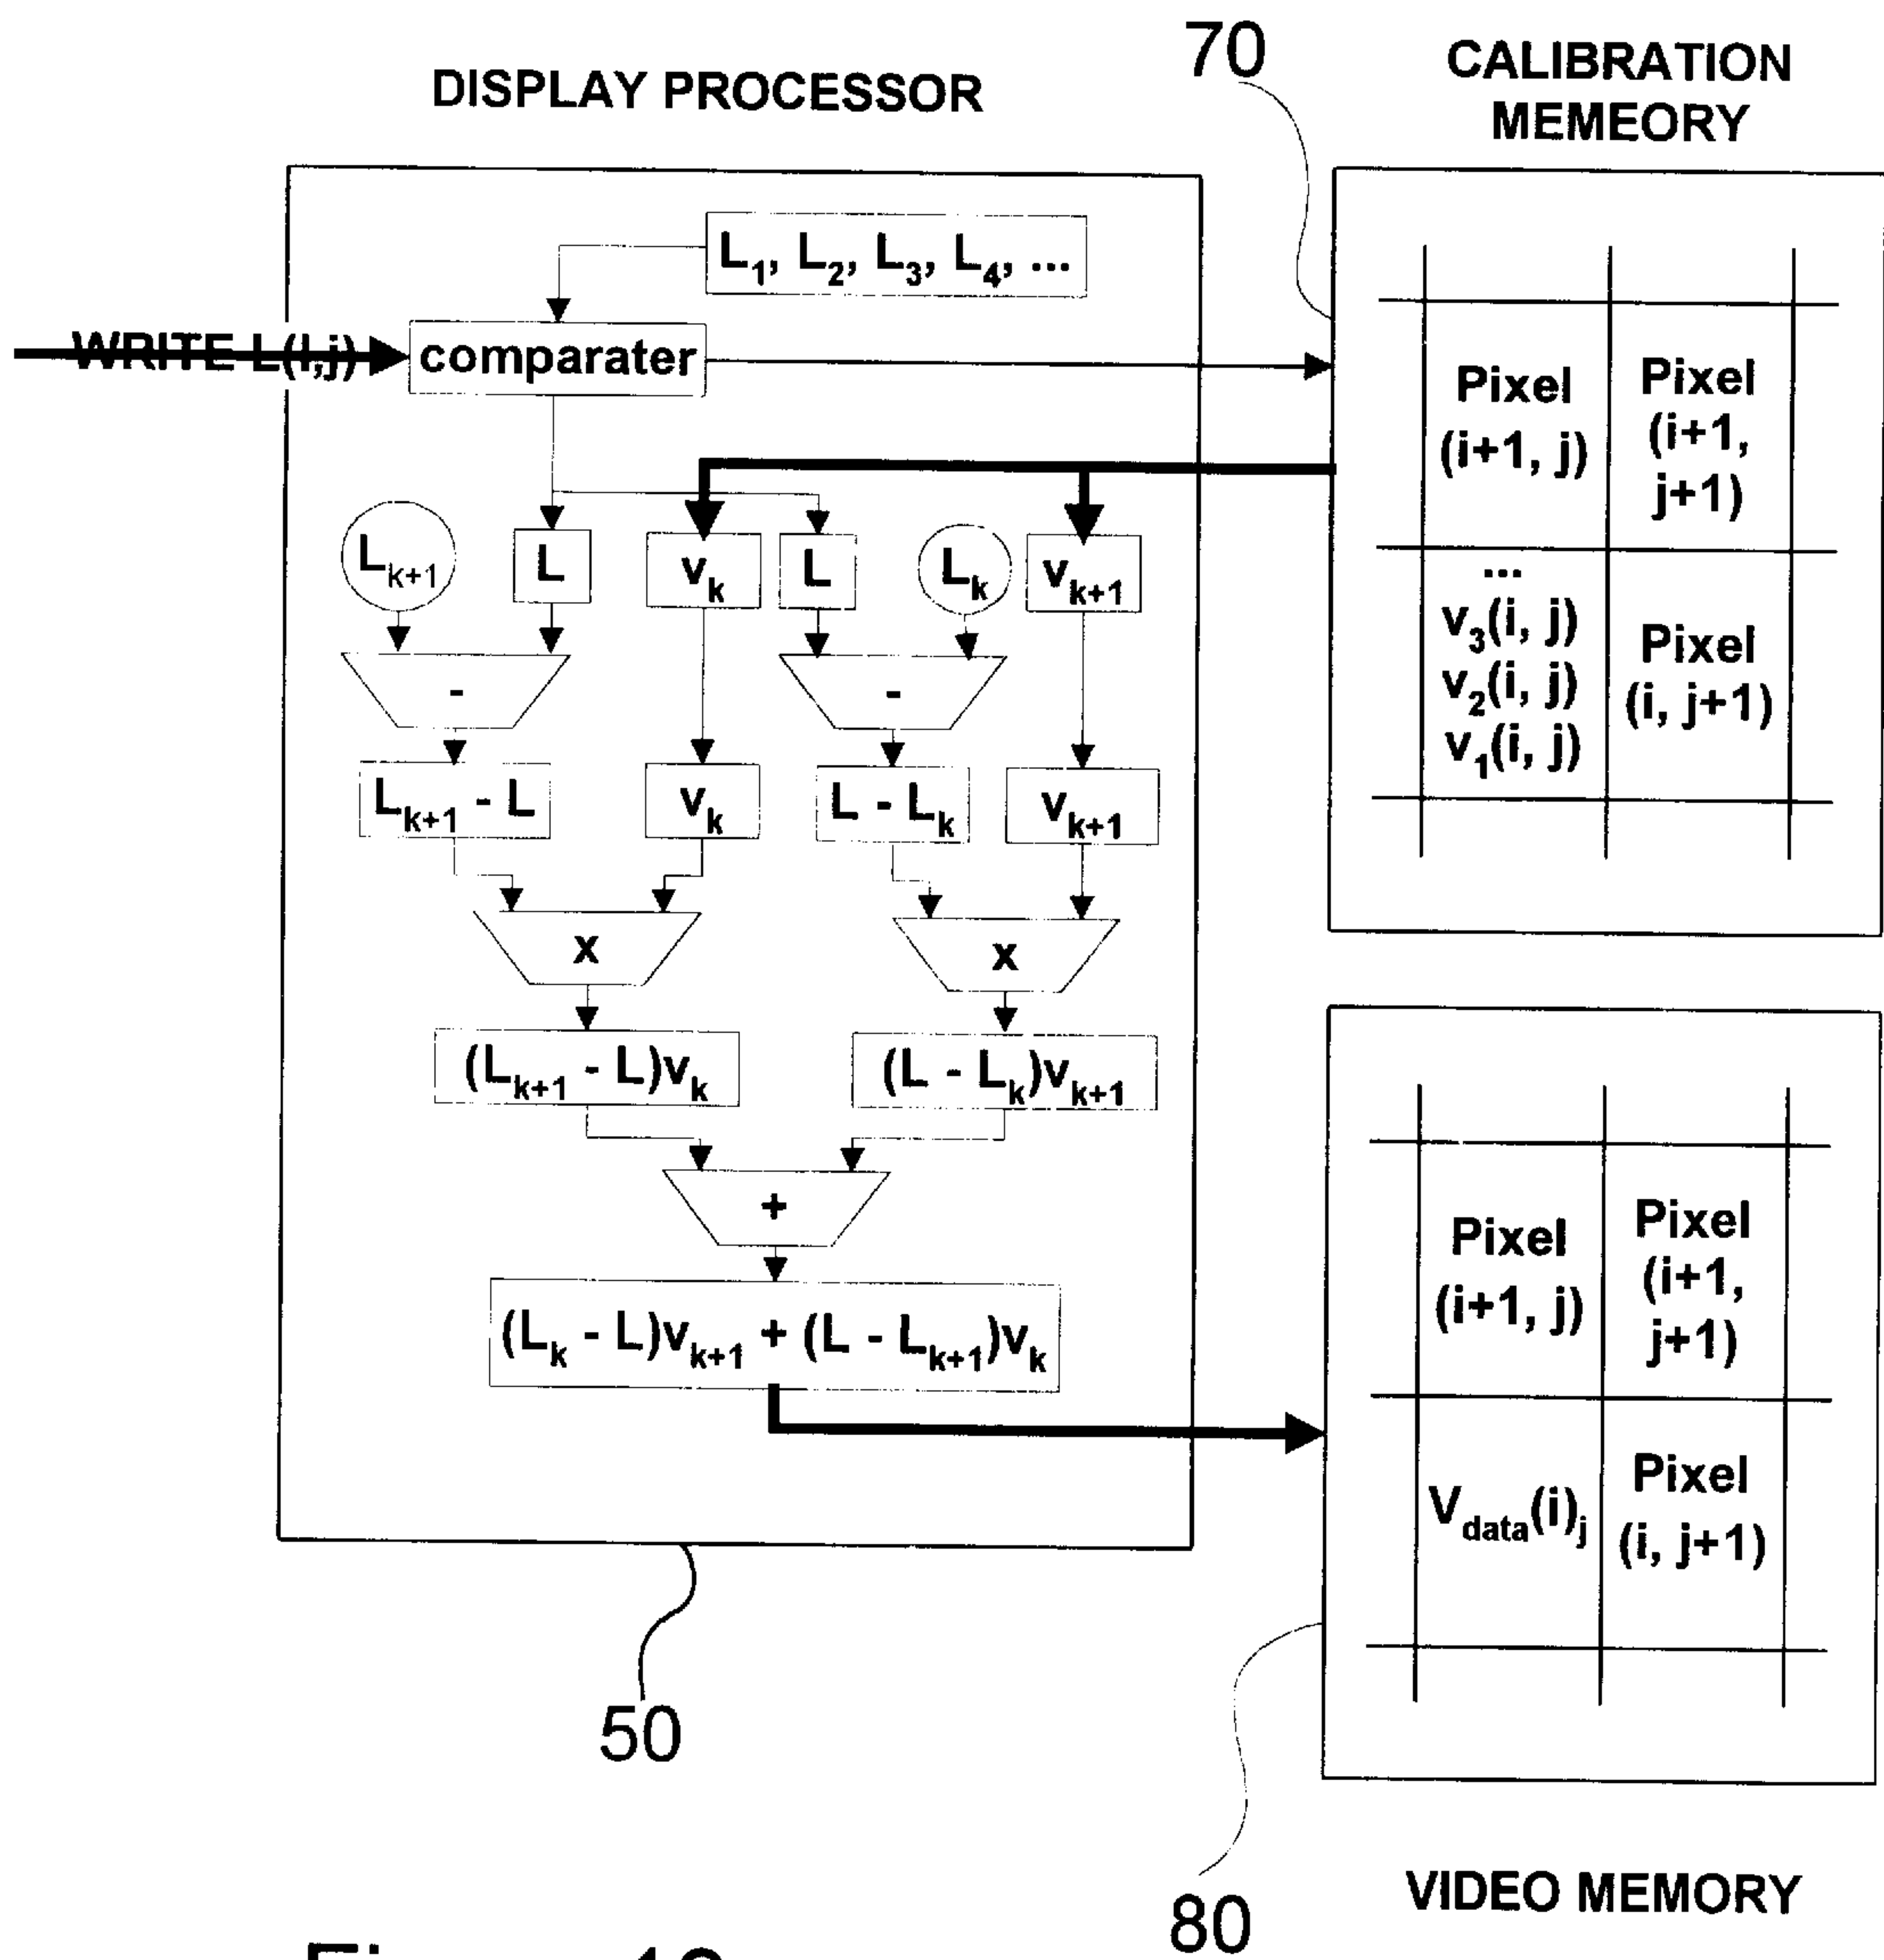 70
DISPLAY PROCESSOR
CALIBRATION
MEMEORY
L₁, L₂, L₃, L₄, ...
WRITE L(I,j)
comparater
Pixel
(i+1, j)
Pixel
(i+1,
j+1)
Lₖ₊₁
L
vₖ
L
Lₖ
vₖ₊₁
...
v₃(i, j)
v₂(i, j)
v₁(i, j)
Pixel
(i, j+1)
-
-
Lₖ₊₁ - L
vₖ
L - Lₖ
vₖ₊₁
x
x
(Lₖ₊₁ - L)vₖ
(L - Lₖ)vₖ₊₁
+
(Lₖ - L)vₖ₊₁ + (L - Lₖ₊₁)vₖ
Pixel
(i+1, j)
Pixel
(i+1,
j+1)
V_data(i)ⱼ
Pixel
(i, j+1)
50
80
VIDEO MEMORY